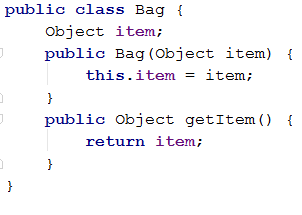 public class Bag {
    Object item;
    public Bag(Object item) {
        this.item = item;
    }
    public Object getItem() {
        return item;
    }
}